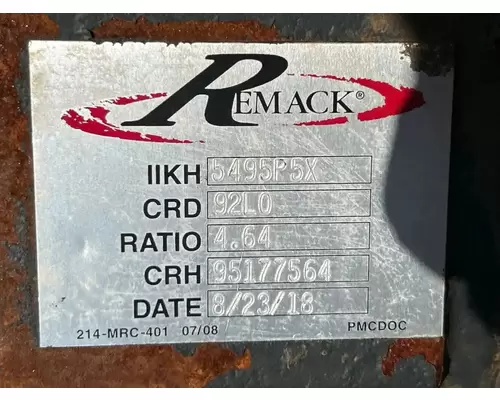 REMACK®
IIKH 5495P5X
CRD 92L0
RATIO 4.64
CRH 95177564
DATE 8/23/18
214-MRC-401 07/08 PMCDOC